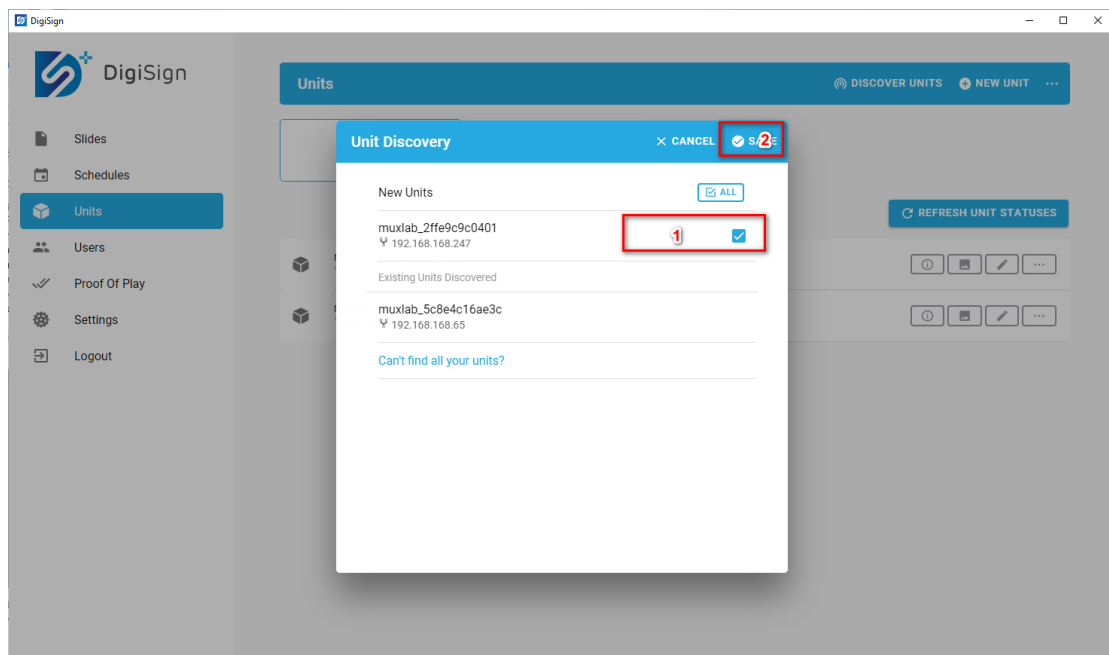 DigiSign
DigiSign
Units
DISCOVER UNITS
NEW UNIT
Slides
Schedules
Units
Users
Proof Of Play
Settings
Logout
REFRESH UNIT STATUSES
Unit Discovery
CANCEL
2
New Units
ALL
muxlab_2ffe9c9c0401
192.168.168.247
1
Existing Units Discovered
muxlab_5c8e4c16ae3c
192.168.168.65
Can't find all your units?